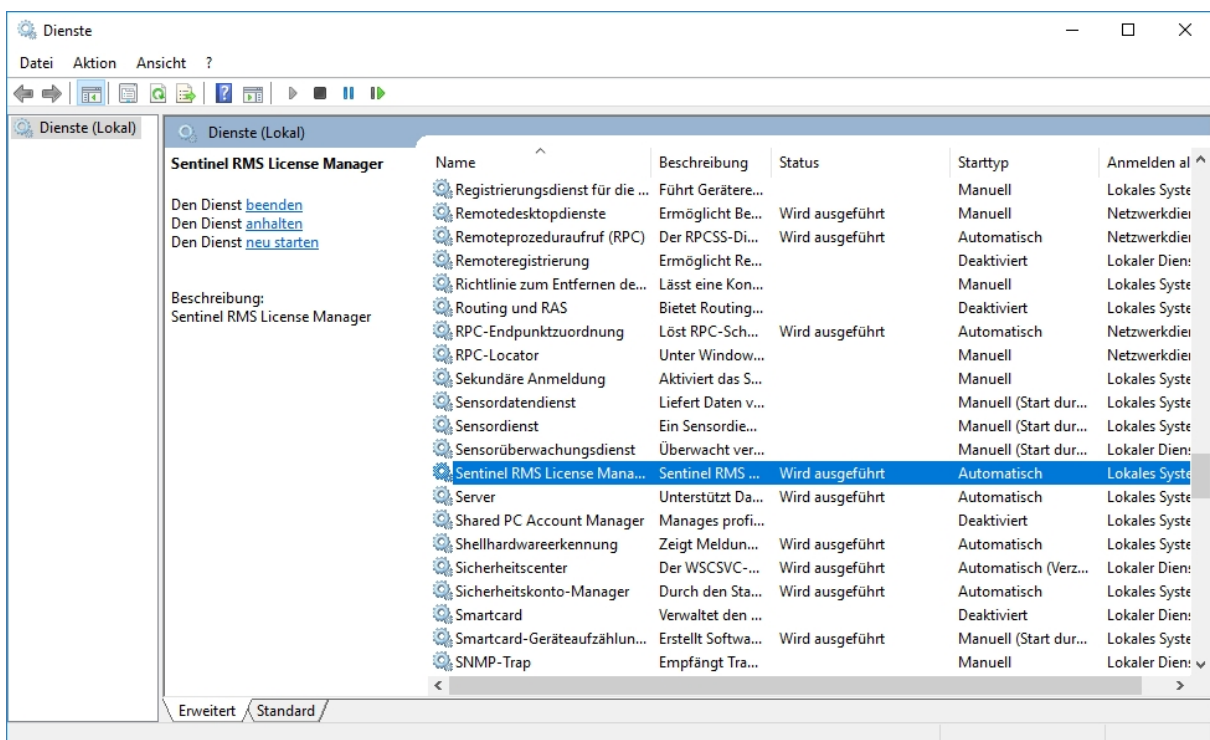 Dienste
Datei Aktion Ansicht ?
Dienste (Lokal)
Dienste (Lokal)
Sentinel RMS License Manager
Den Dienst beenden
Den Dienst anhalten
Den Dienst neu starten
Beschreibung:
Sentinel RMS License Manager
Name Beschreibung Status Starttyp Anmelden al
Registrierungsdienst für die ... Führt Gerätere... Manuell Lokales Syste
Remotedesktopdienste Ermöglicht Be... Wird ausgeführt Manuell Netzwerkdien
Remoteprozeduraufruf (RPC) Der RPCSS-Di... Wird ausgeführt Automatisch Netzwerkdien
Remoteregistrierung Ermöglicht Re... Deaktiviert Lokaler Diens
Richtlinie zum Entfernen de... Lässt eine Kon... Manuell Lokales Syste
Routing und RAS Bietet Routing... Deaktiviert Lokales Syste
RPC-Endpunktzuordnung Löst RPC-Sch... Wird ausgeführt Automatisch Netzwerkdien
RPC-Locator Unter Window... Manuell Netzwerkdien
Sekundäre Anmeldung Aktiviert das S... Manuell Lokales Syste
Sensordatendienst Liefert Daten v... Manuell (Start dur... Lokales Syste
Sensordienst Ein Sensordie... Manuell (Start dur... Lokales Syste
Sensorüberwachungsdienst Überwacht ver... Manuell (Start dur... Lokaler Diens
Sentinel RMS License Mana... Sentinel RMS ... Wird ausgeführt Automatisch Lokales Syste
Server Unterstützt Da... Wird ausgeführt Automatisch Lokales Syste
Shared PC Account Manager Manages profi... Deaktiviert Lokales Syste
Shellhardwareerkennung Zeigt Meldun... Wird ausgeführt Automatisch Lokales Syste
Sicherheitscenter Der WSCSVC-... Wird ausgeführt Automatisch (Verz... Lokaler Diens
Sicherheitskonto-Manager Durch den Sta... Wird ausgeführt Automatisch Lokales Syste
Smartcard Verwaltet den ... Deaktiviert Lokaler Diens
Smartcard-Geräteaufzählun... Erstellt Softwa... Wird ausgeführt Manuell (Start dur... Lokales Syste
SNMP-Trap Empfängt Tra... Manuell Lokaler Diens
Erweitert Standard